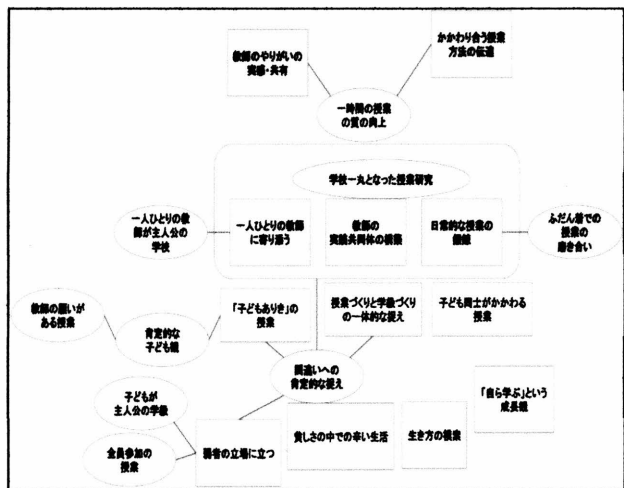 教師のやりがいの
実感・共有
かかわり合う授業
方法の伝達
一時間の授業
の質の向上
学校一丸となった授業研究
一人ひとりの教
師が主人公の
学校
一人ひとりの教師
に寄り添う
教師の
実践共同体の構築
日常的な授業の
ふだん着での
授業の
磨き合い
教師の願いが
ある授業
肯定的な
子ども観
「子どもありき」の
授業
授業づくりと学級づくり
の一体的な捉え
子ども同士がかかわる
授業
間違いへの
肯定的な捉え
子どもが
主人公の学級
全員参加の
授業
弱者の立場に立つ
貧しさの中での辛い生活
生き方の模索
「自ら学ぶ」という
成長観